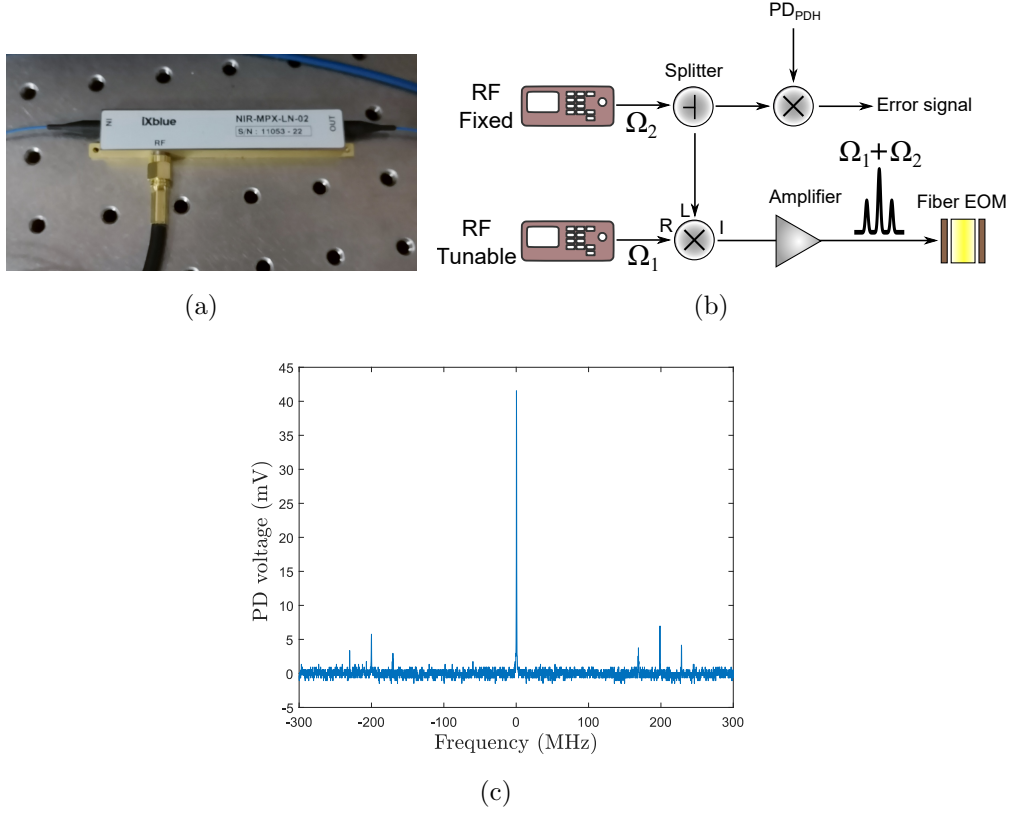 IN
iXblue
NIR-MPX-LN-02
S/N : 11053 - 22
OUT
RF
(a)
PD_PDH
Splitter
RF
Fixed
Ω₂
Error signal
Ω₁+Ω₂
Amplifier
Fiber EOM
RF
Tunable
Ω₁
R
L
I
(b)
45
40
35
30
25
20
15
10
5
0
-5
PD voltage (mV)
-300
-200
-100
0
100
200
300
Frequency (MHz)
(c)